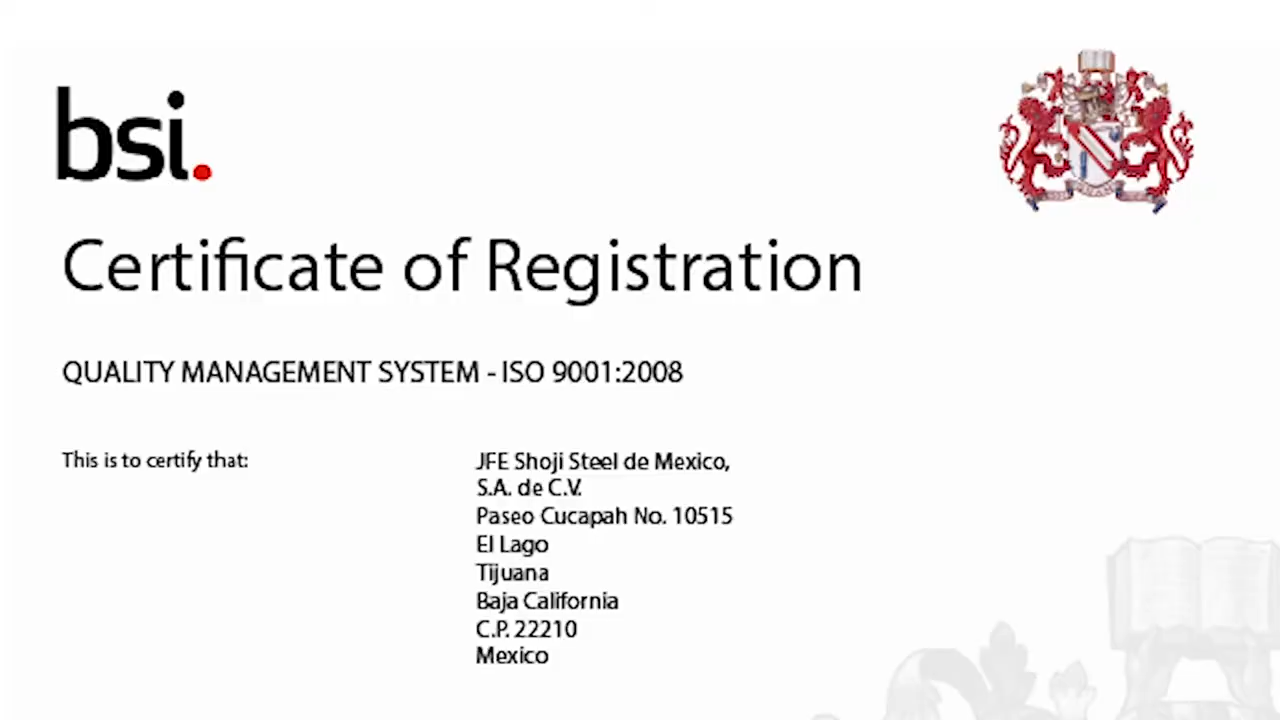 bsi.
Certificate of Registration
QUALITY MANAGEMENT SYSTEM - ISO 9001:2008
This is to certify that:
JFE Shoji Steel de Mexico,
S.A. de C.V.
Paseo Cucapah No. 10515
El Lago
Tijuana
Baja California
C.P. 22210
Mexico